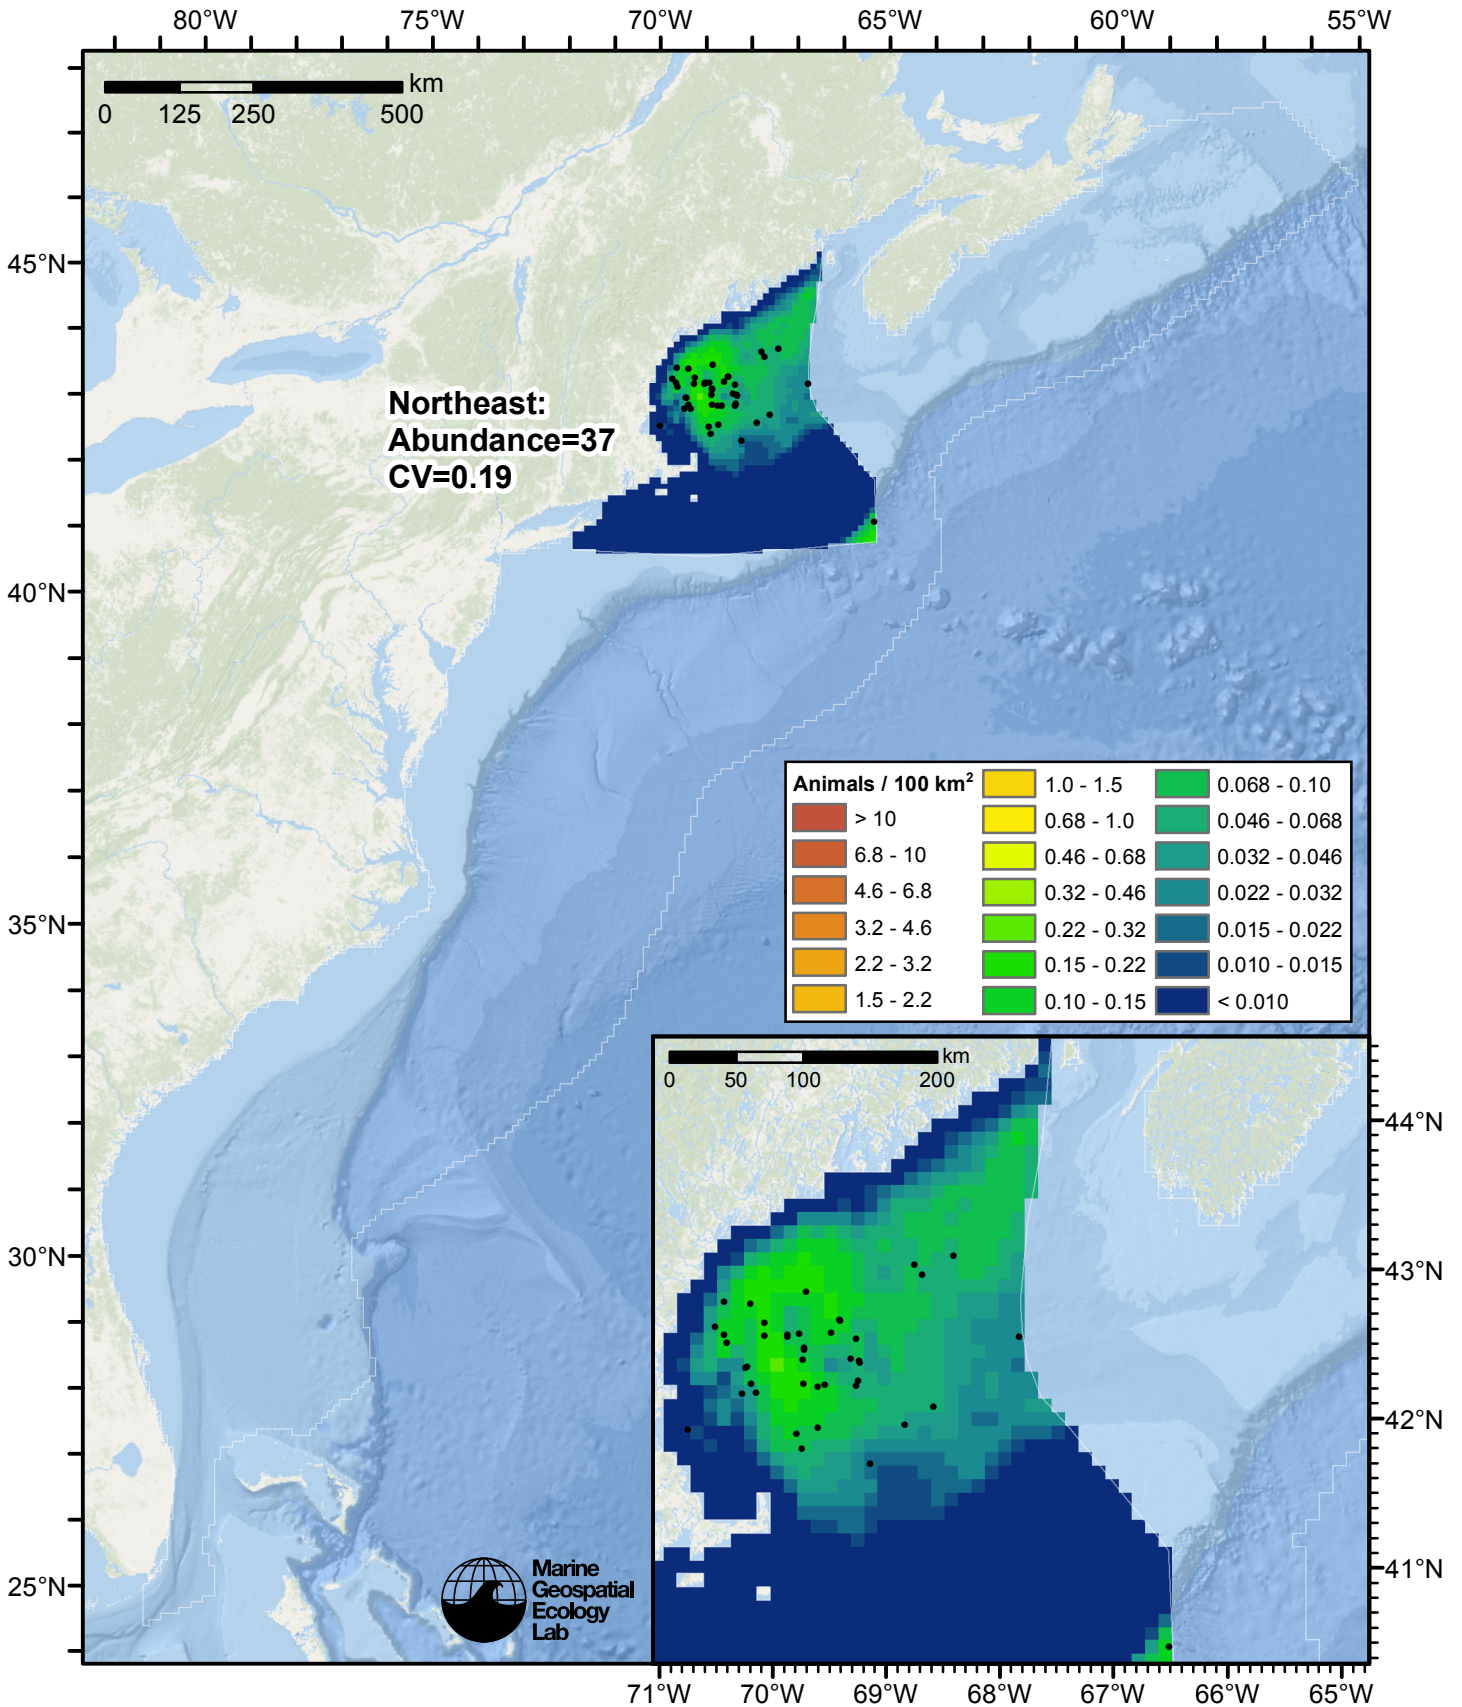 80°W 75°W 70°W 65°W 60°W 55°W
km
0 125 250 500
45°N
40°N
35°N
30°N
25°N
Northeast:
Abundance=37
CV=0.19
Animals / 100 km²
> 10
6.8 - 10
4.6 - 6.8
3.2 - 4.6
2.2 - 3.2
1.5 - 2.2
1.0 - 1.5
0.68 - 1.0
0.46 - 0.68
0.32 - 0.46
0.22 - 0.32
0.15 - 0.22
0.10 - 0.15
0.068 - 0.10
0.046 - 0.068
0.032 - 0.046
0.022 - 0.032
0.015 - 0.022
0.010 - 0.015
< 0.010
km
0 50 100 200
44°N
43°N
42°N
41°N
Marine
Geospatial
Ecology
Lab
71°W 70°W 69°W 68°W 67°W 66°W 65°W